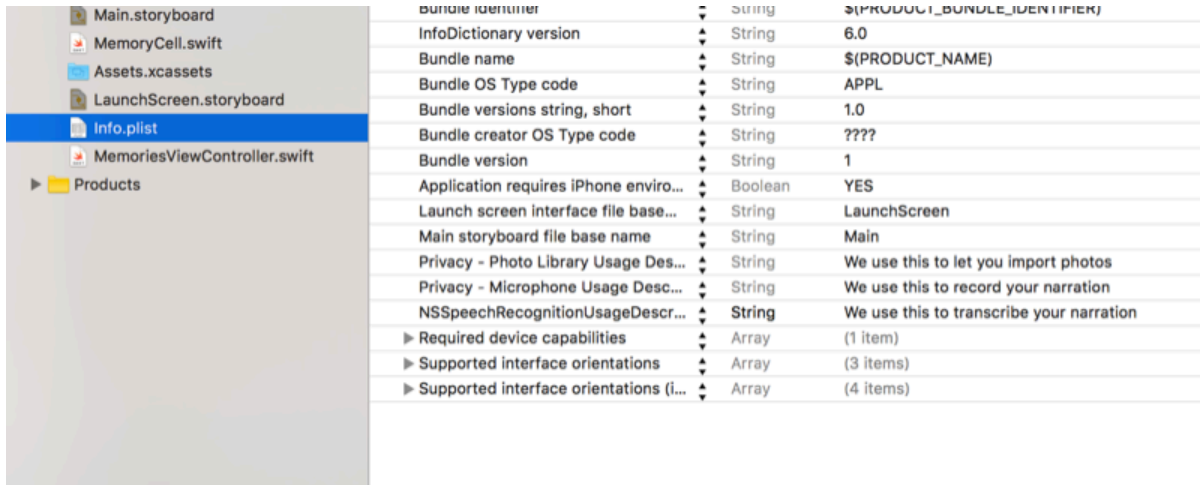 Main.storyboard
MemoryCell.swift
Assets.xcassets
LaunchScreen.storyboard
Info.plist
MemoriesViewController.swift
Products
Bundle identifier String $(PRODUCT_BUNDLE_IDENTIFIER)
InfoDictionary version String 6.0
Bundle name String $(PRODUCT_NAME)
Bundle OS Type code String APPL
Bundle versions string, short String 1.0
Bundle creator OS Type code String ????
Bundle version String 1
Application requires iPhone enviro... Boolean YES
Launch screen interface file base... String LaunchScreen
Main storyboard file base name String Main
Privacy - Photo Library Usage Des... String We use this to let you import photos
Privacy - Microphone Usage Desc... String We use this to record your narration
NSSpeechRecognitionUsageDescr... String We use this to transcribe your narration
Required device capabilities Array (1 item)
Supported interface orientations Array (3 items)
Supported interface orientations (i... Array (4 items)